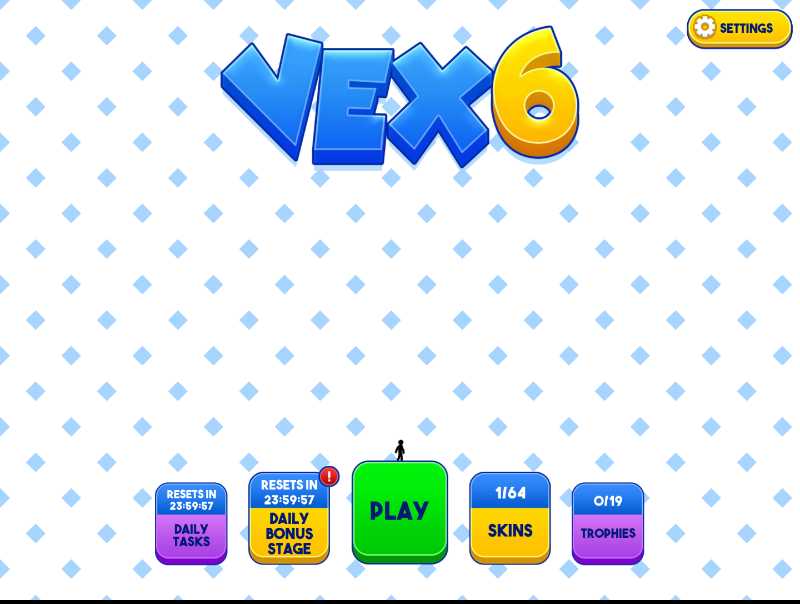 SETTINGS
VEX6
RESETS IN
23:59:57
DAILY
TASKS
RESETS IN
23:59:57
!
DAILY
BONUS
STAGE
PLAY
1/64
SKINS
0/19
TROPHIES